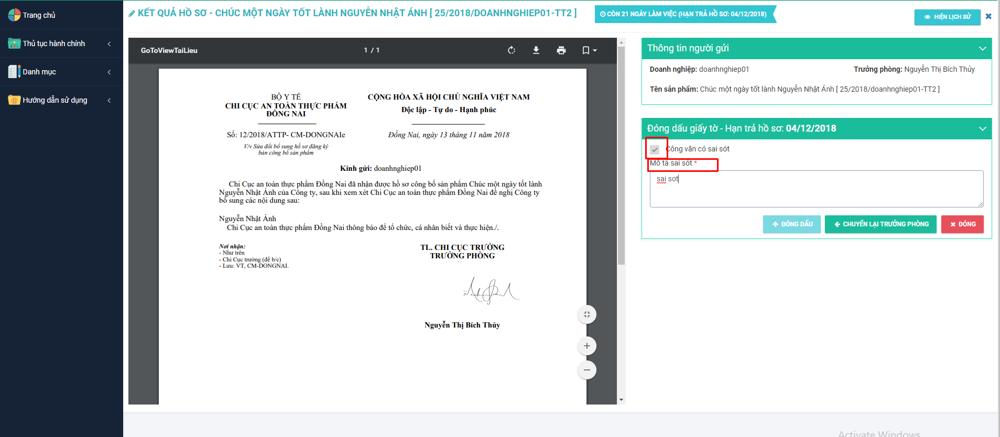 Trang chủ
Thủ tục hành chính
Danh mục
Hướng dẫn sử dụng
KẾT QUẢ HỒ SƠ - CHÚC MỘT NGÀY TỐT LÀNH NGUYỄN NHẬT ÁNH [ 25/2018/DOANHNGHIEP01-TT2 ]
CÒN 21 NGÀY LÀM VIỆC (HẠN TRẢ HỒ SƠ: 04/12/2018)
HIỆN LỊCH SỬ
GoToViewTaiLieu
1 / 1
BỘ Y TẾ
CHI CỤC AN TOÀN THỰC PHẨM
ĐỒNG NAI
CỘNG HÒA XÃ HỘI CHỦ NGHĨA VIỆT NAM
Độc lập - Tự do - Hạnh phúc
Số: 12/2018/ATTP- CM-DONGNAIe
Đồng Nai, ngày 13 tháng 11 năm 2018
V/v Sửa đổi bổ sung hồ sơ đăng ký
bản công bố sản phẩm
Kính gửi: doanhnghiep01
Chi Cục an toàn thực phẩm Đồng Nai đã nhận được hồ sơ công bố sản phẩm Chúc một ngày tốt lành
Nguyễn Nhật Ánh của Công ty, sau khi xem xét Chi Cục an toàn thực phẩm Đồng Nai đề nghị Công ty
bổ sung các nội dung sau:
Nguyễn Nhật Ánh
Chi Cục an toàn thực phẩm Đồng Nai thông báo để tổ chức, cá nhân biết và thực hiện./.
Nơi nhận:
- Như trên
- Chi Cục trưởng (để b/c)
- Lưu: VT, CM-DONGNAI.
TL. CHI CỤC TRƯỞNG
TRƯỞNG PHÒNG
Nguyễn Thị Bích Thủy
Thông tin người gửi
Doanh nghiệp: doanhnghiep01
Trưởng phòng: Nguyễn Thị Bích Thủy
Tên sản phẩm: Chúc một ngày tốt lành Nguyễn Nhật Ánh [ 25/2018/doanhnghiep01-TT2 ]
Đóng dấu giấy tờ - Hạn trả hồ sơ: 04/12/2018
Công văn có sai sót
Mô tả sai sót *
sai sot
ĐÓNG DẤU
CHUYỂN LẠI TRƯỞNG PHÒNG
ĐÓNG
Activate Windows